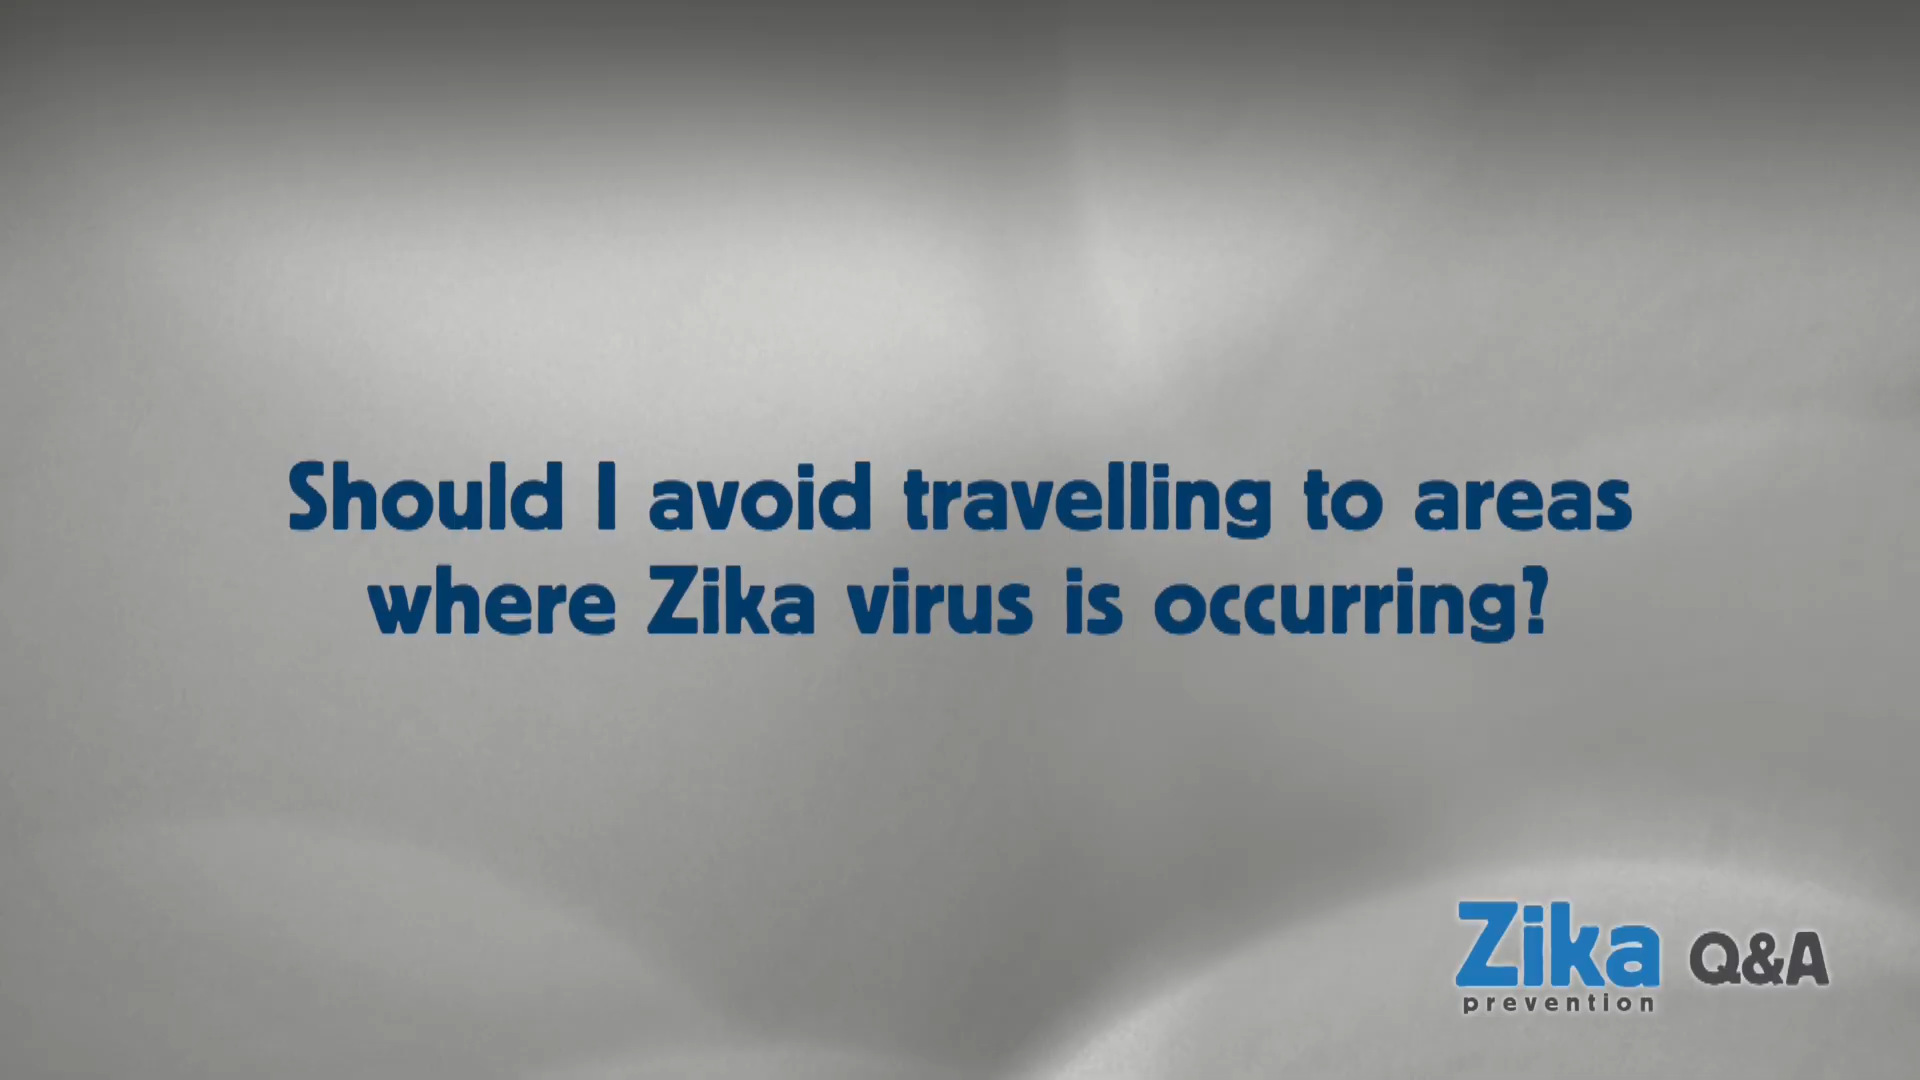 Should I avoid travelling to areas
where Zika virus is occurring?
Zika Q&A
prevention